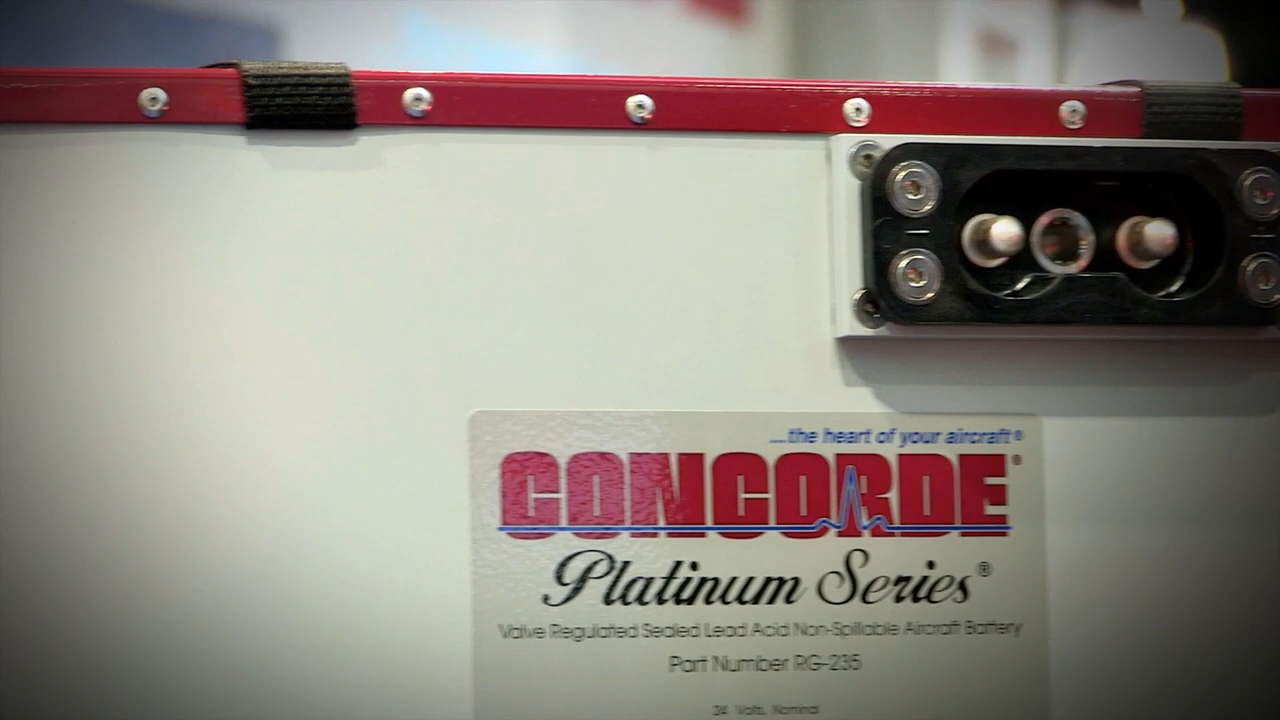 ...the heart of your aircraft®
CONCORDE®
Platinum Series®
Valve Regulated Sealed Lead Acid Non-Spillable Aircraft Battery
Part Number RG-235
24 Volts, Nominal